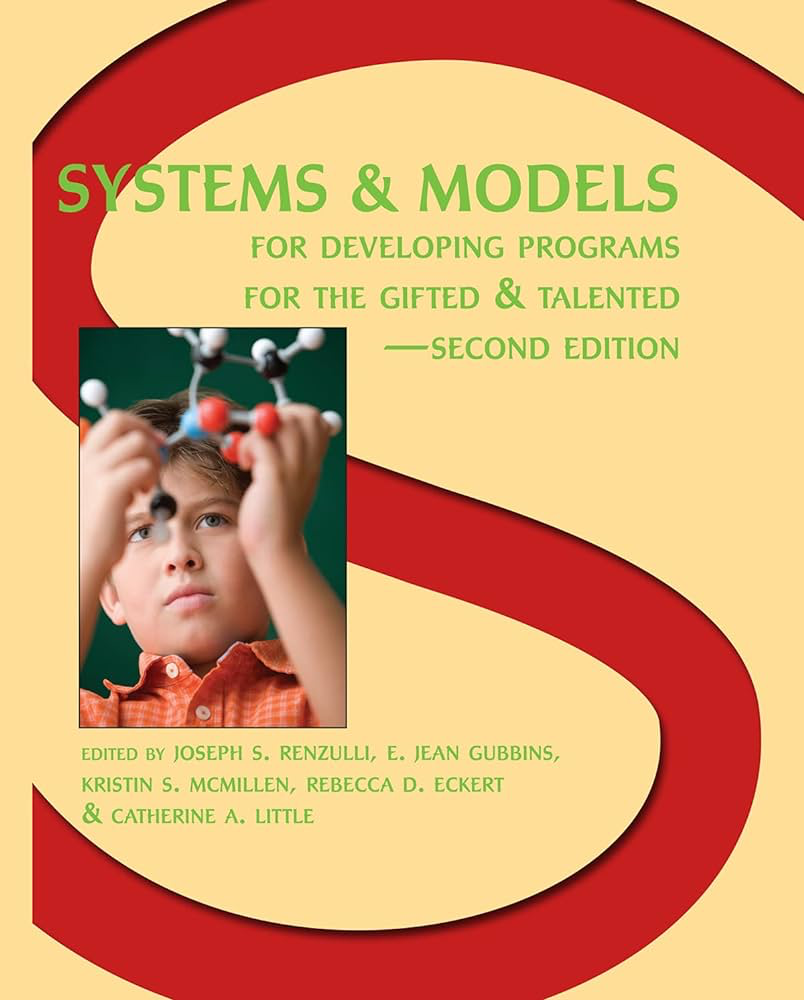 SYSTEMS & MODELS
FOR DEVELOPING PROGRAMS
FOR THE GIFTED & TALENTED
—SECOND EDITION
EDITED BY JOSEPH S. RENZULLI, E. JEAN GUBBINS,
KRISTIN S. MCMILLEN, REBECCA D. ECKERT
& CATHERINE A. LITTLE